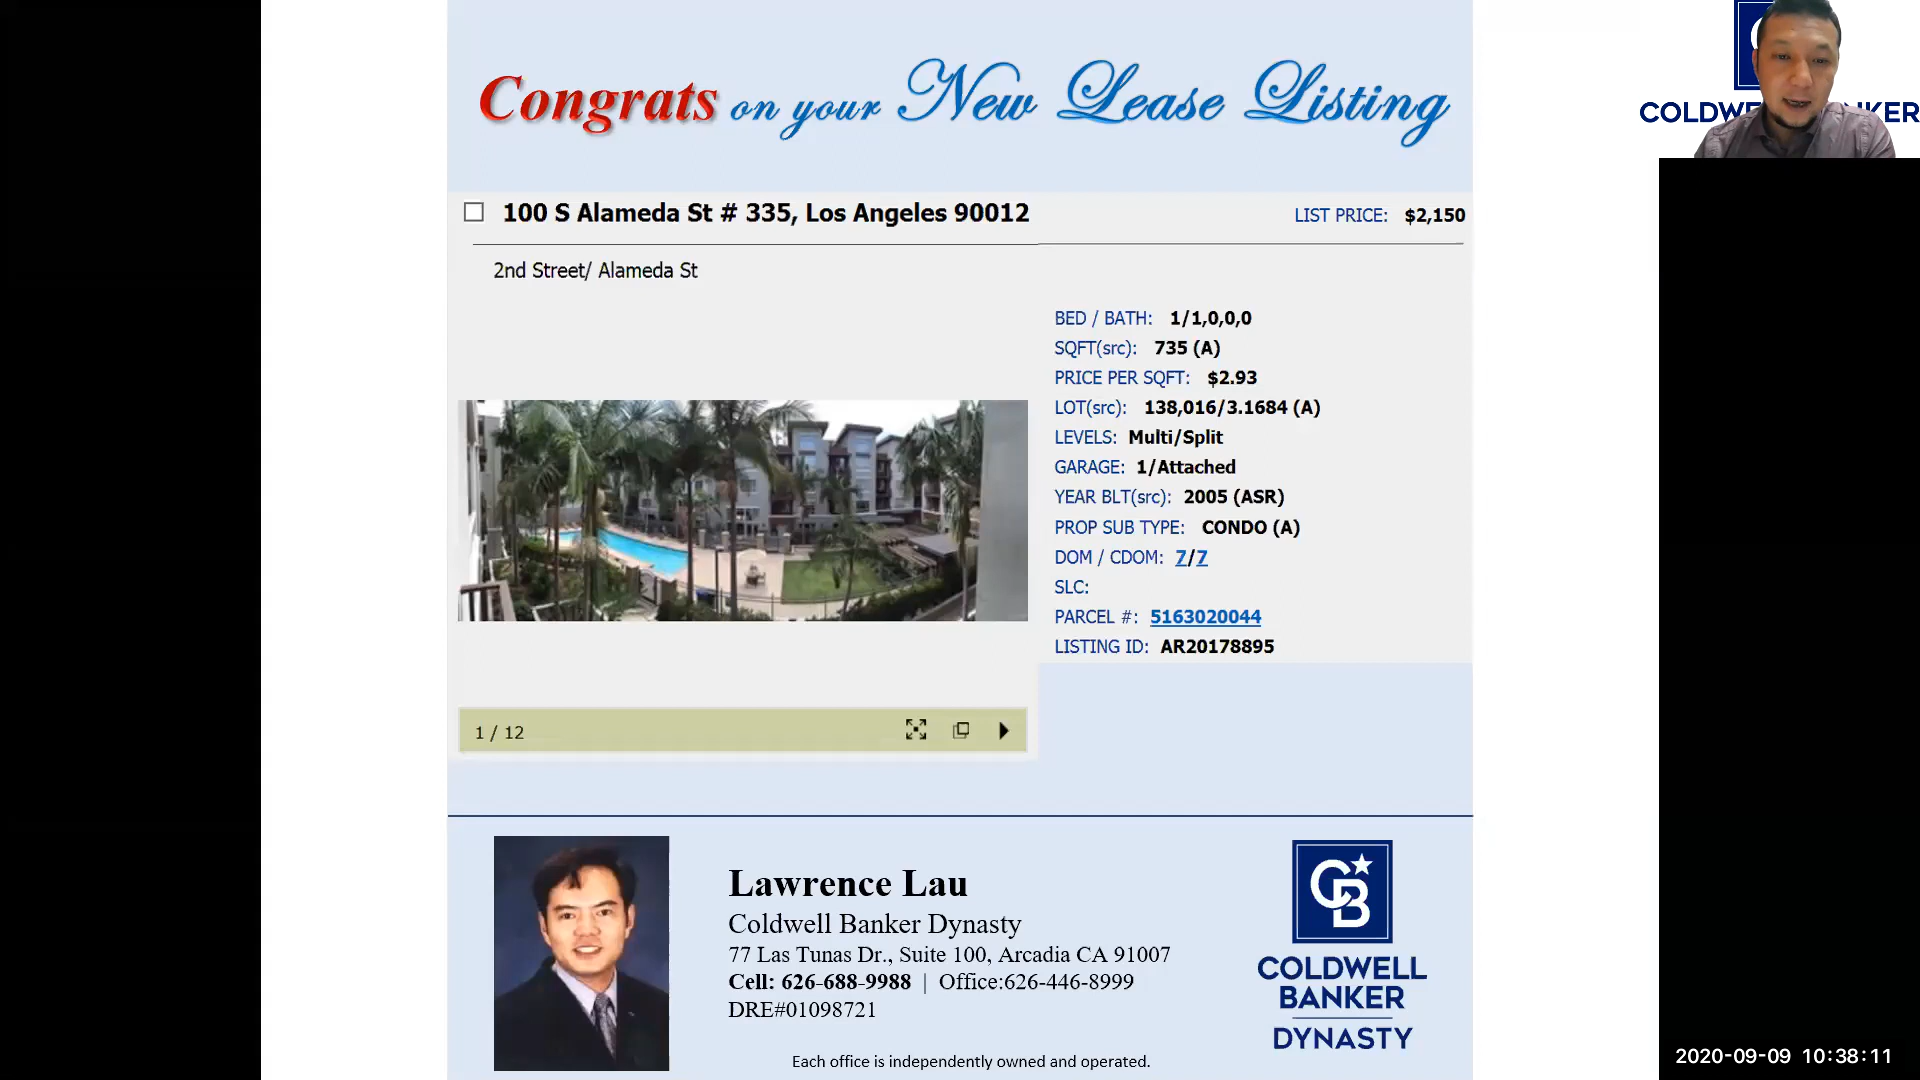 Congrats on your New Lease Listing
COLDWELL BANKER
100 S Alameda St # 335, Los Angeles 90012
LIST PRICE: $2,150
2nd Street/ Alameda St
BED / BATH: 1/1,0,0,0
SQFT(src): 735 (A)
PRICE PER SQFT: $2.93
LOT(src): 138,016/3.1684 (A)
LEVELS: Multi/Split
GARAGE: 1/Attached
YEAR BLT(src): 2005 (ASR)
PROP SUB TYPE: CONDO (A)
DOM / CDOM: 7/7
SLC:
PARCEL #: 5163020044
LISTING ID: AR20178895
1 / 12
Lawrence Lau
Coldwell Banker Dynasty
77 Las Tunas Dr., Suite 100, Arcadia CA 91007
Cell: 626-688-9988 | Office:626-446-8999
DRE#01098721
CB
COLDWELL
BANKER
DYNASTY
Each office is independently owned and operated.
2020-09-09 10:38:11